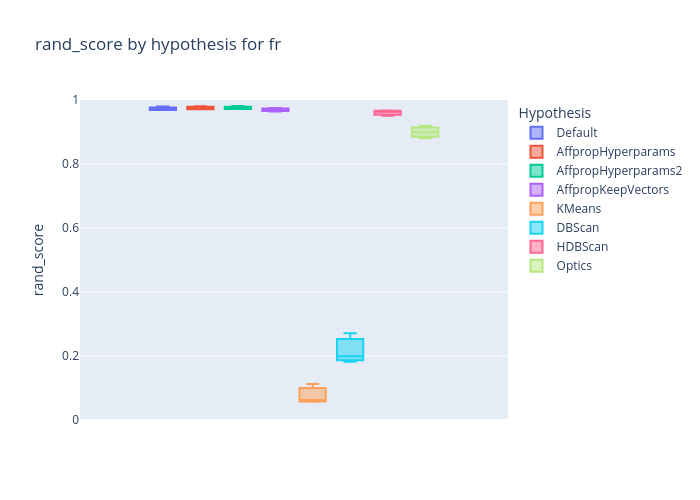 rand_score by hypothesis for fr
1
0.8
0.6
0.4
0.2
0
rand_score
Hypothesis
Default
AffpropHyperparams
AffpropHyperparams2
AffpropKeepVectors
KMeans
DBScan
HDBScan
Optics